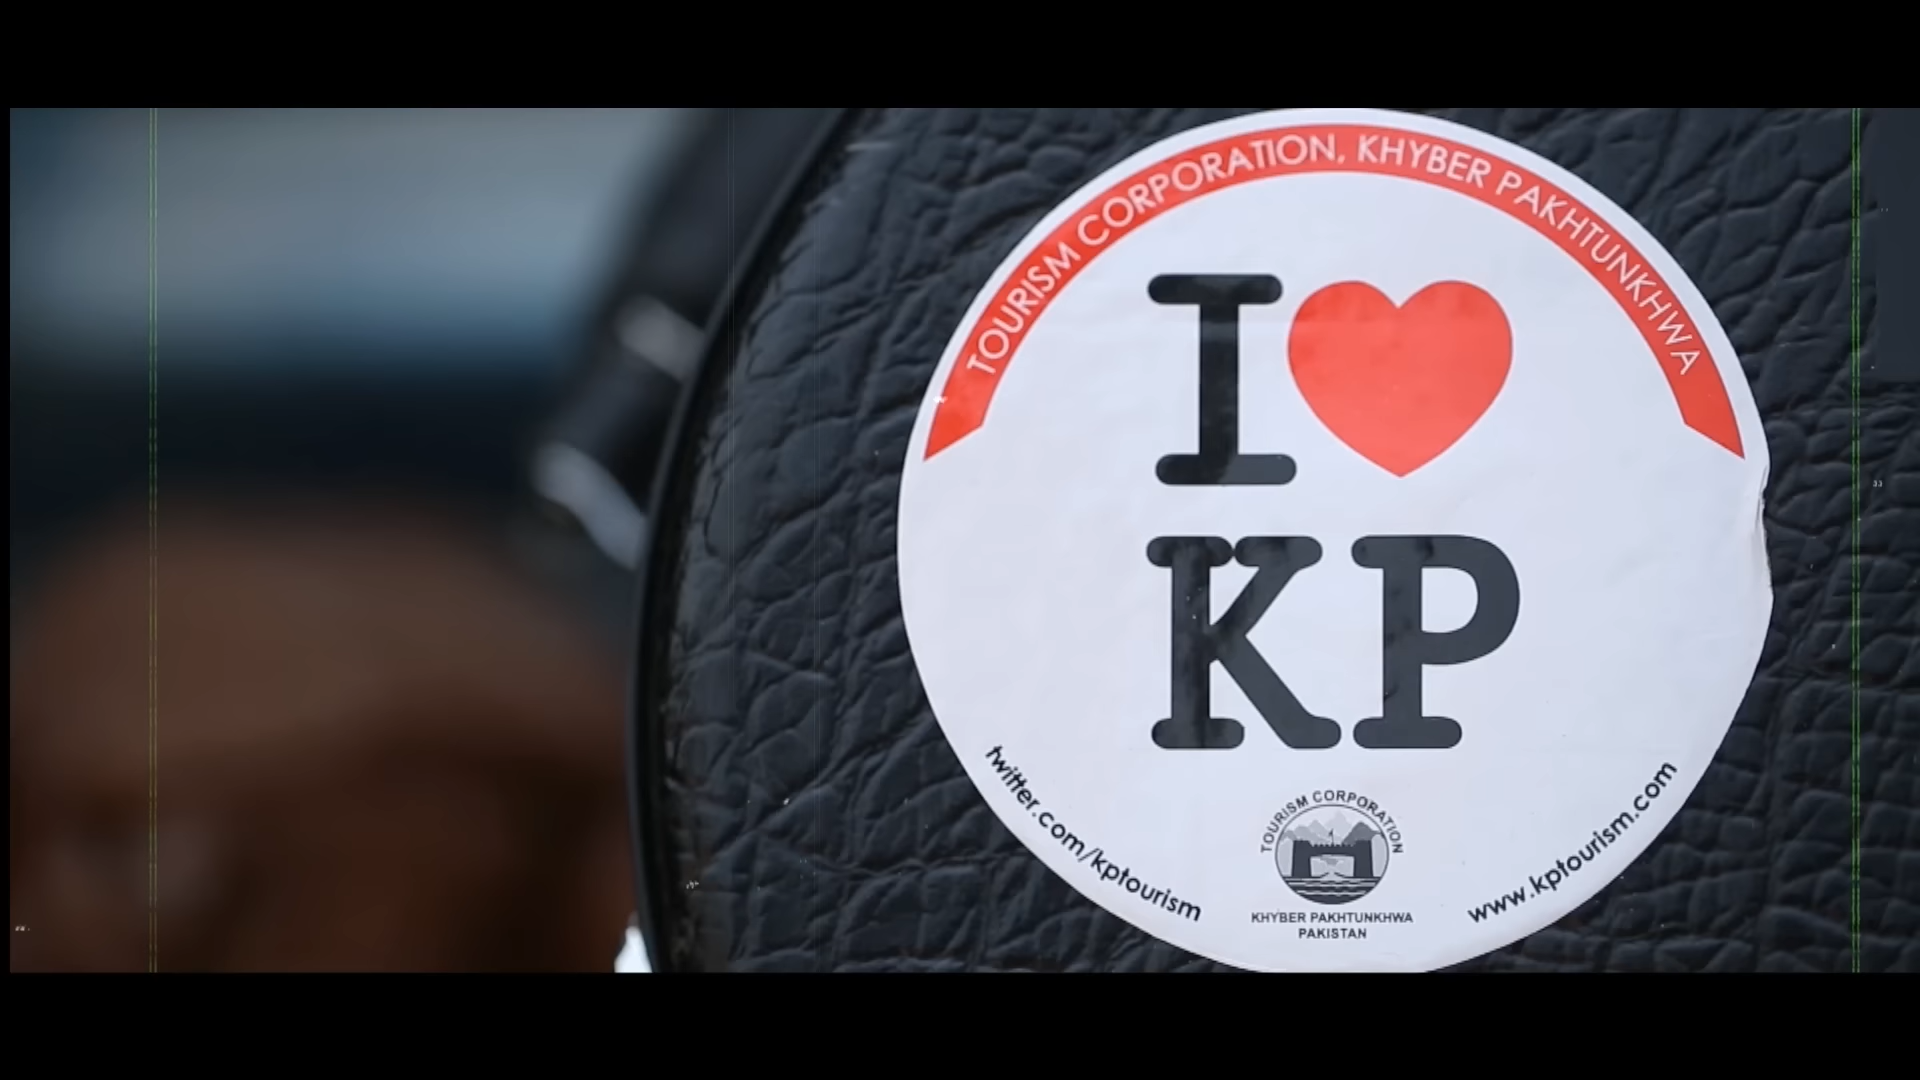 TOURISM CORPORATION, KHYBER PAKHTUNKHWA
I
KP
twitter.com/kptourism
TOURISM CORPORATION
KHYBER PAKHTUNKHWA
PAKISTAN
www.kptourism.com